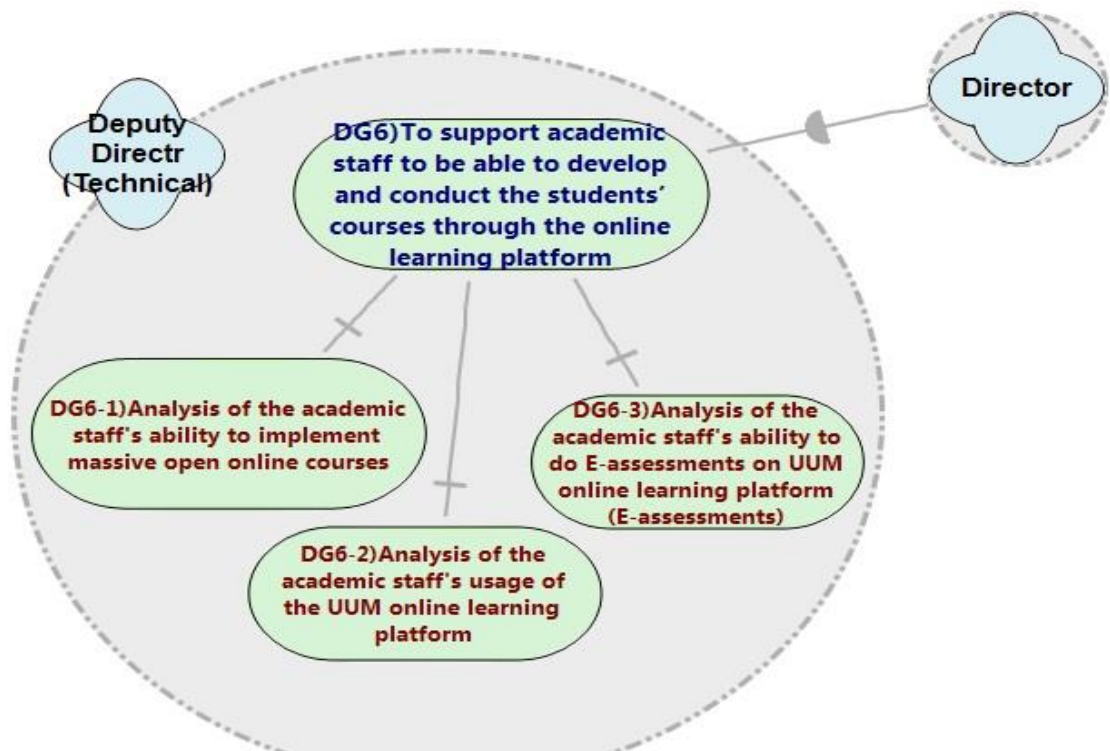 Director
Deputy
Directr
(Technical)
DG6)To support academic
staff to be able to develop
and conduct the students'
courses through the online
learning platform
DG6-1)Analysis of the academic
staff's ability to implement
massive open online courses
DG6-3)Analysis of the
academic staff's ability to
do E-assessments on UUM
online learning platform
(E-assessments)
DG6-2)Analysis of the
academic staff's usage of
the UUM online learning
platform